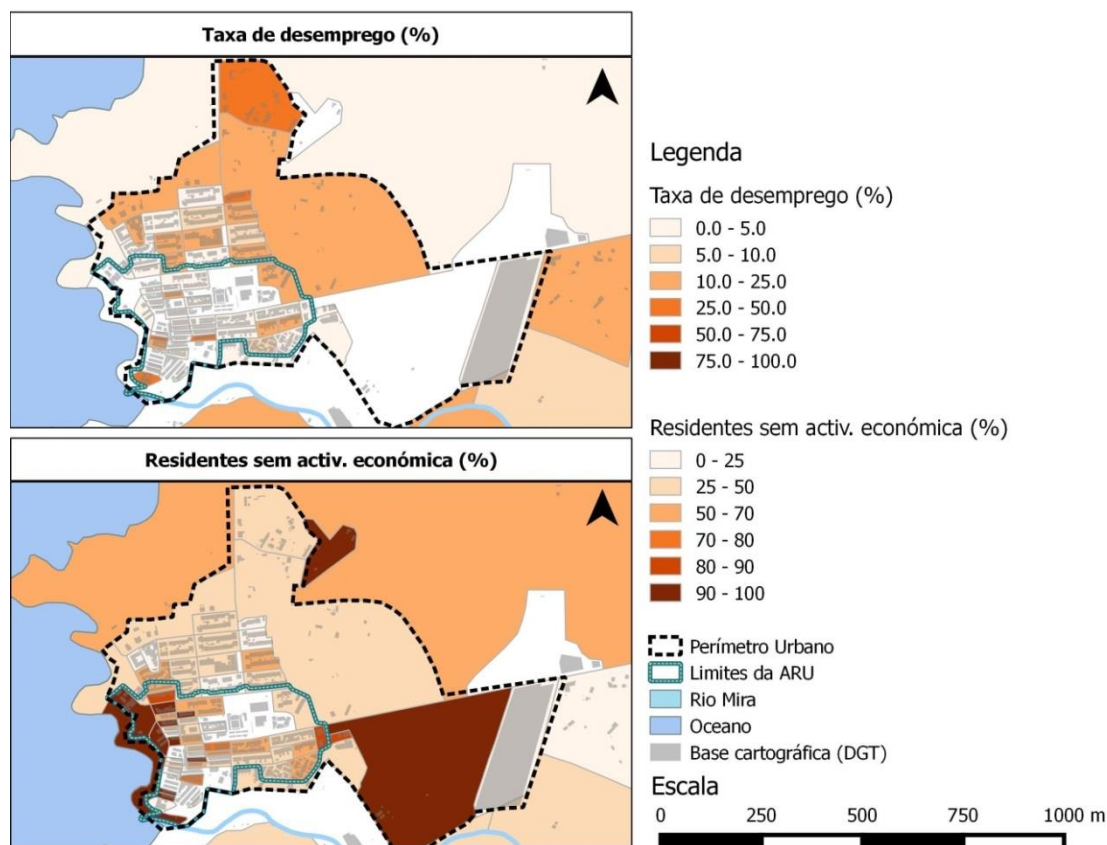 Taxa de desemprego (%)
Legenda
Taxa de desemprego (%)
0.0 - 5.0
5.0 - 10.0
10.0 - 25.0
25.0 - 50.0
50.0 - 75.0
75.0 - 100.0
Residentes sem activ. económica (%)
Residentes sem activ. económica (%)
0 - 25
25 - 50
50 - 70
70 - 80
80 - 90
90 - 100
Perímetro Urbano
Limites da ARU
Rio Mira
Oceano
Base cartográfica (DGT)
Escala
0 250 500 750 1000 m